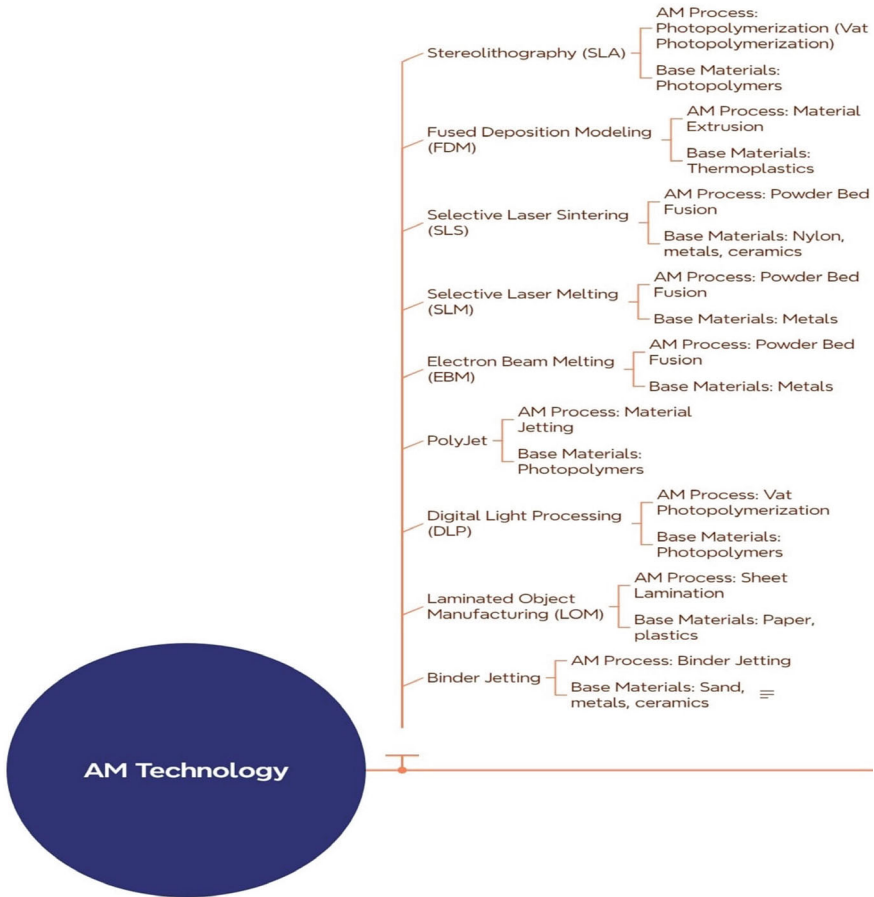 Stereolithography (SLA)
AM Process:
Photopolymerization (Vat
Photopolymerization)
Base Materials:
Photopolymers
Fused Deposition Modeling
(FDM)
AM Process: Material
Extrusion
Base Materials:
Thermoplastics
Selective Laser Sintering
(SLS)
AM Process: Powder Bed
Fusion
Base Materials: Nylon,
metals, ceramics
Selective Laser Melting
(SLM)
AM Process: Powder Bed
Fusion
Base Materials: Metals
Electron Beam Melting
(EBM)
AM Process: Powder Bed
Fusion
Base Materials: Metals
PolyJet
AM Process: Material
Jetting
Base Materials:
Photopolymers
Digital Light Processing
(DLP)
AM Process: Vat
Photopolymerization
Base Materials:
Photopolymers
Laminated Object
Manufacturing (LOM)
AM Process: Sheet
Lamination
Base Materials: Paper,
plastics
Binder Jetting
AM Process: Binder Jetting
Base Materials: Sand,
metals, ceramics
AM Technology